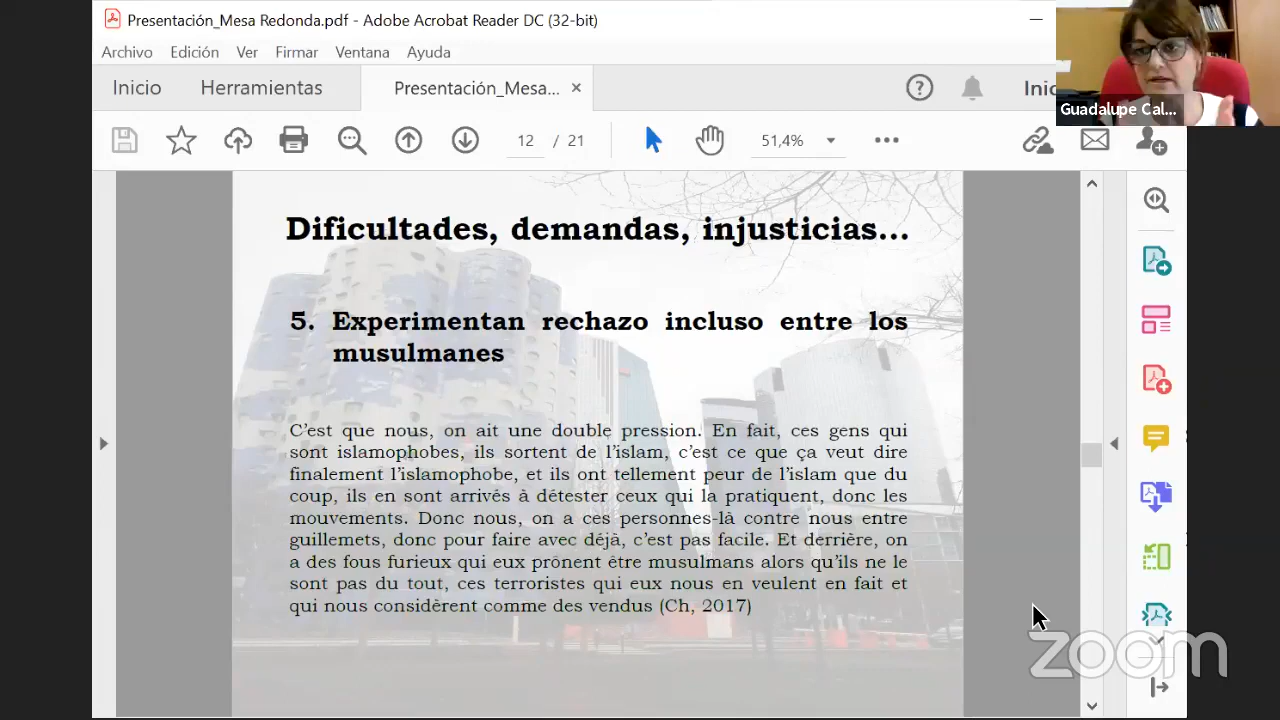 Presentación_Mesa Redonda.pdf - Adobe Acrobat Reader DC (32-bit)
Archivo Edición Ver Firmar Ventana Ayuda
Inicio Herramientas Presentación_Mesa... × ? Inic
12 / 21 51,4%
Guadalupe Cal...
Dificultades, demandas, injusticias...
5. Experimentan rechazo incluso entre los
musulmanes
C'est que nous, on ait une double pression. En fait, ces gens qui
sont islamophobes, ils sortent de l'islam, c'est ce que ça veut dire
finalement l'islamophobe, et ils ont tellement peur de l'islam que du
coup, ils en sont arrivés à détester ceux qui la pratiquent, donc les
mouvements. Donc nous, on a ces personnes-là contre nous entre
guillemets, donc pour faire avec déjà, c'est pas facile. Et derrière, on
a des fous furieux qui eux prônent être musulmans alors qu'ils ne le
sont pas du tout, ces terroristes qui eux nous en veulent en fait et
qui nous considèrent comme des vendus (Ch, 2017)
zoom